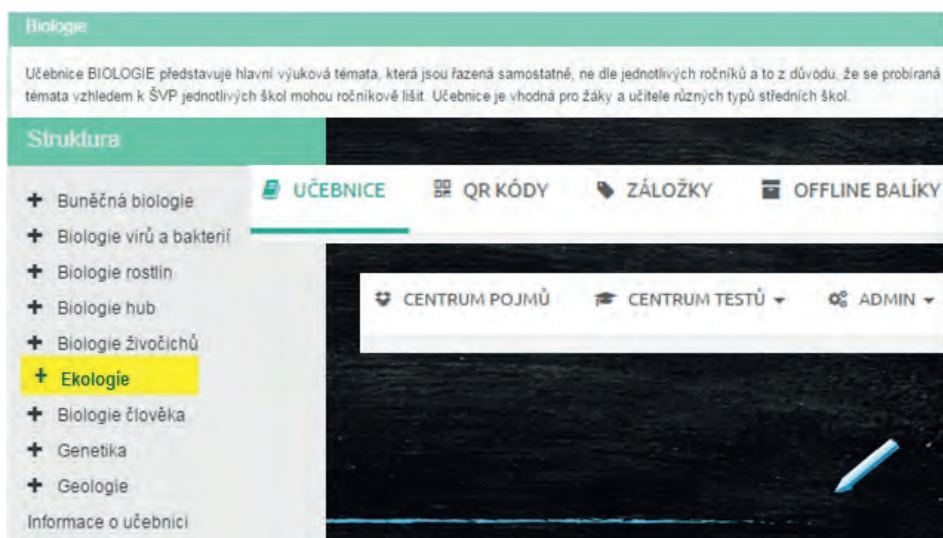 Biologie
Učebnice BIOLOGIE představuje hlavní výuková témata, která jsou řazená samostatně, ne dle jednotlivých ročníků a to z důvodu, že se probíraná
témata vzhledem k ŠVP jednotlivých škol mohou ročníkově lišit. Učebnice je vhodná pro žáky a učitele různých typů středních škol.
Struktura
UČEBNICE QR KÓDY ZÁLOŽKY OFFLINE BALÍKY
+ Buněčná biologie
+ Biologie virů a bakterií
+ Biologie rostlin
+ Biologie hub
+ Biologie živočichů
+ Ekologie
+ Biologie člověka
+ Genetika
+ Geologie
Informace o učebnici
CENTRUM POJMŮ CENTRUM TESTŮ ADMIN